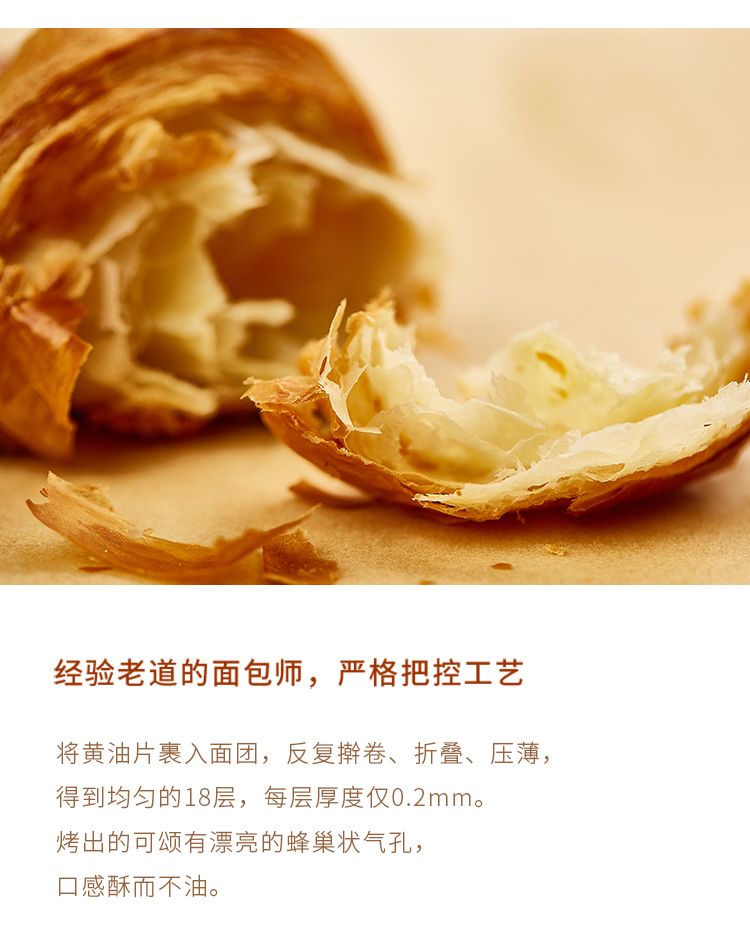 经验老道的面包师，严格把控工艺
将黄油片裹入面团，反复擀卷、折叠、压薄，
得到均匀的18层，每层厚度仅0.2mm。
烤出的可颂有漂亮的蜂巢状气孔，
口感酥而不油。